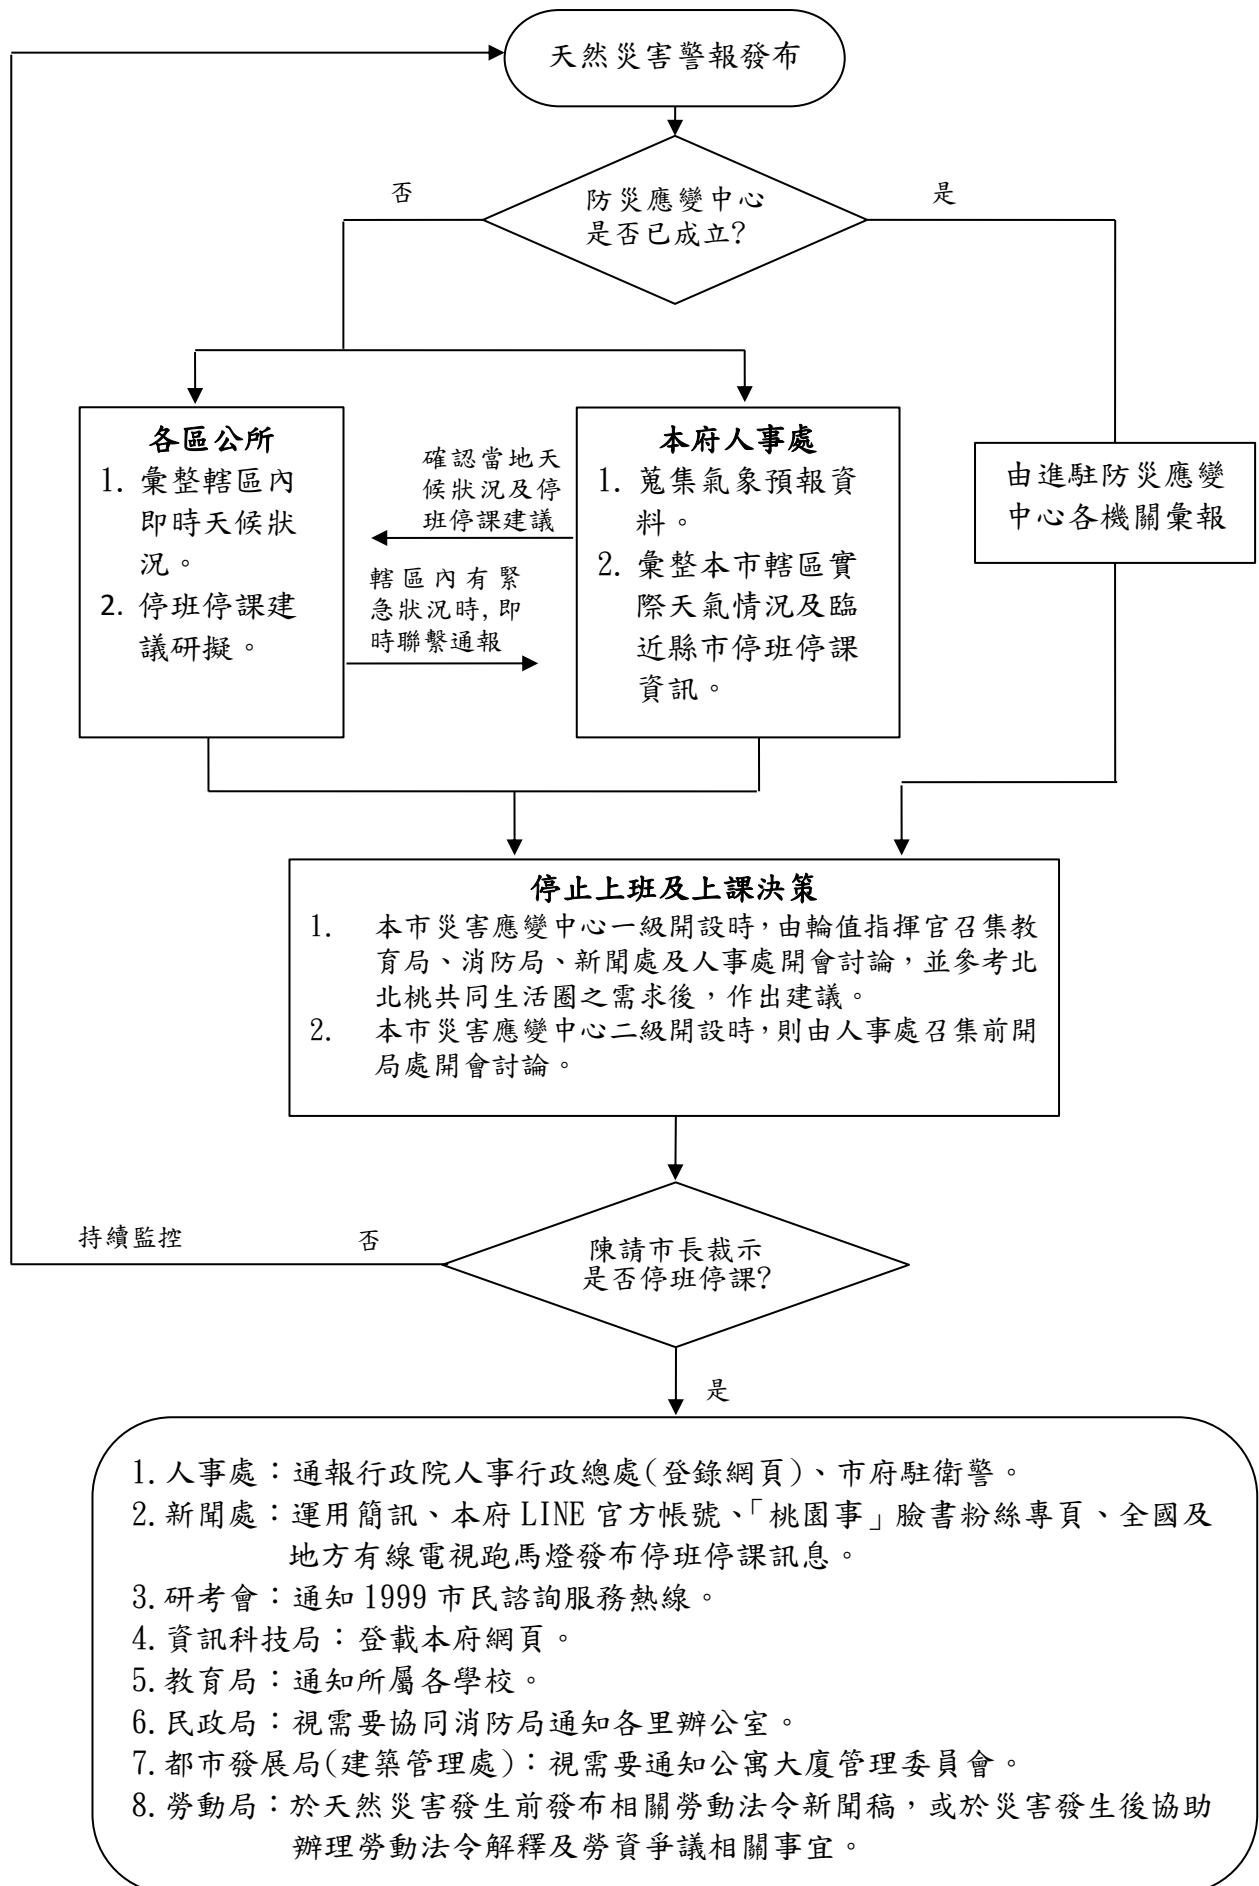 天然災害警報發布
防災應變中心
是否已成立?
否
是
各區公所
1. 彙整轄區內
即時天候狀
況。
2. 停班停課建
議研擬。
確認當地天
候狀況及停
班停課建議
轄區內有緊
急狀況時,即
時聯繫通報
本府人事處
1. 蒐集氣象預報資
料。
2. 彙整本市轄區實
際天氣情況及臨
近縣市停班停課
資訊。
由進駐防災應變
中心各機關彙報
停止上班及上課決策
1. 本市災害應變中心一級開設時，由輪值指揮官召集教
育局、消防局、新聞處及人事處開會討論，並參考北
北桃共同生活圈之需求後，作出建議。
2. 本市災害應變中心二級開設時，則由人事處召集前開
局處開會討論。
陳請市長裁示
是否停班停課?
持續監控
否
是
1.人事處：通報行政院人事行政總處(登錄網頁)、市府駐衛警。
2.新聞處：運用簡訊、本府 LINE 官方帳號、「桃園事」臉書粉絲專頁、全國及
地方有線電視跑馬燈發布停班停課訊息。
3.研考會：通知 1999 市民諮詢服務熱線。
4.資訊科技局：登載本府網頁。
5.教育局：通知所屬各學校。
6.民政局：視需要協同消防局通知各里辦公室。
7.都市發展局(建築管理處)：視需要通知公寓大廈管理委員會。
8.勞動局：於天然災害發生前發布相關勞動法令新聞稿，或於災害發生後協助
辦理勞動法令解釋及勞資爭議相關事宜。